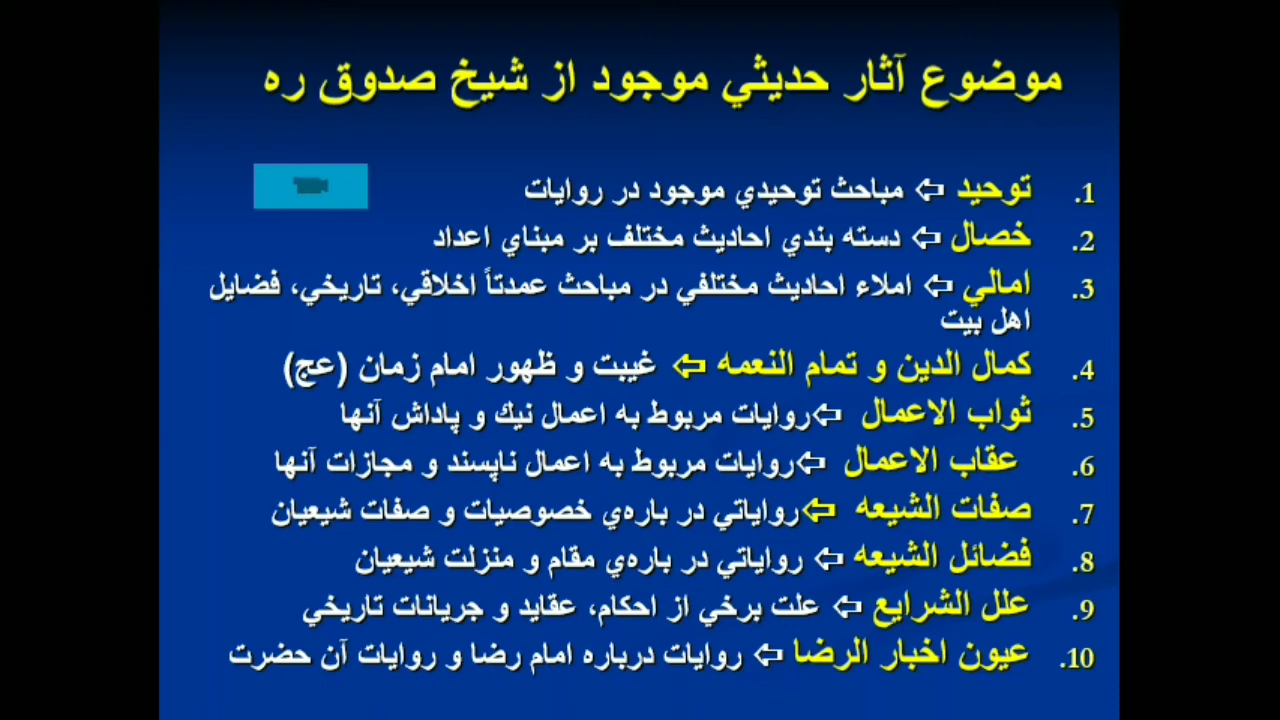 موضوع آثار حديثي موجود از شيخ صدوق ره
1. توحيد ⇦ مباحث توحيدي موجود در روايات
2. خصال ⇦ دسته بندي احاديث مختلف بر مبناي اعداد
3. امالي ⇦ املاء احاديث مختلفي در مباحث عمدتاً اخلاقي، تاريخي، فضايل
اهل بيت
4. كمال الدين و تمام النعمه ⇦ غيبت و ظهور امام زمان (عج)
5. ثواب الاعمال ⇦روايات مربوط به اعمال نيك و پاداش آنها
6. عقاب الاعمال ⇦روايات مربوط به اعمال ناپسند و مجازات آنها
7. صفات الشيعه ⇦رواياتي در باره‌ي خصوصيات و صفات شيعيان
8. فضائل الشيعه ⇦ رواياتي در باره‌ي مقام و منزلت شيعيان
9. علل الشرايع ⇦ علت برخي از احكام، عقايد و جريانات تاريخي
10. عيون اخبار الرضا ⇦ روايات درباره امام رضا و روايات آن حضرت